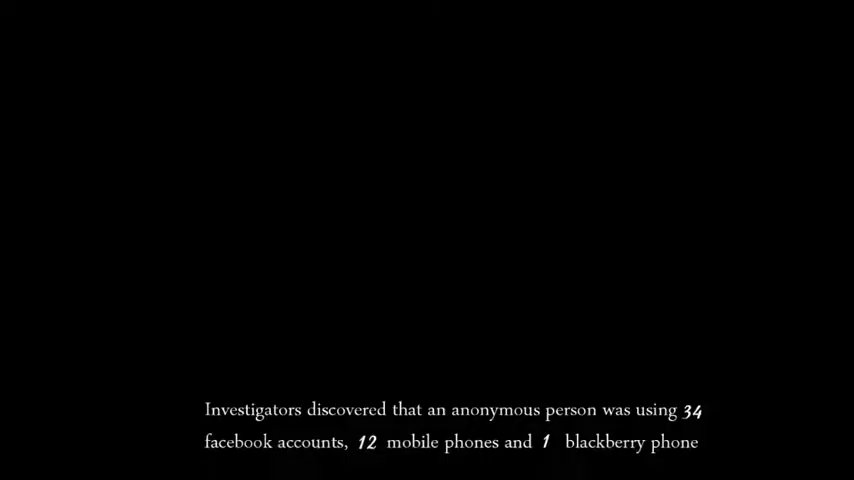 Investigators discovered that an anonymous person was using 34
facebook accounts, 12 mobile phones and 1 blackberry phone